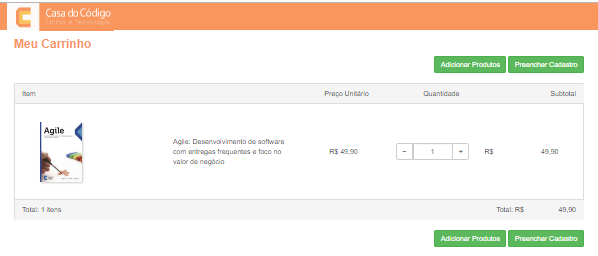 Casa do Código
Livros e Tecnologia
Meu Carrinho
Adicionar Produtos Preencher Cadastro
Item Preço Unitário Quantidade Subtotal
Agile
Agile: Desenvolvimento de software
com entregas frequentes e foco no
valor de negócio
R$ 49,90 − 1 + R$ 49,90
Total: 1 itens Total: R$ 49,90
Adicionar Produtos Preencher Cadastro